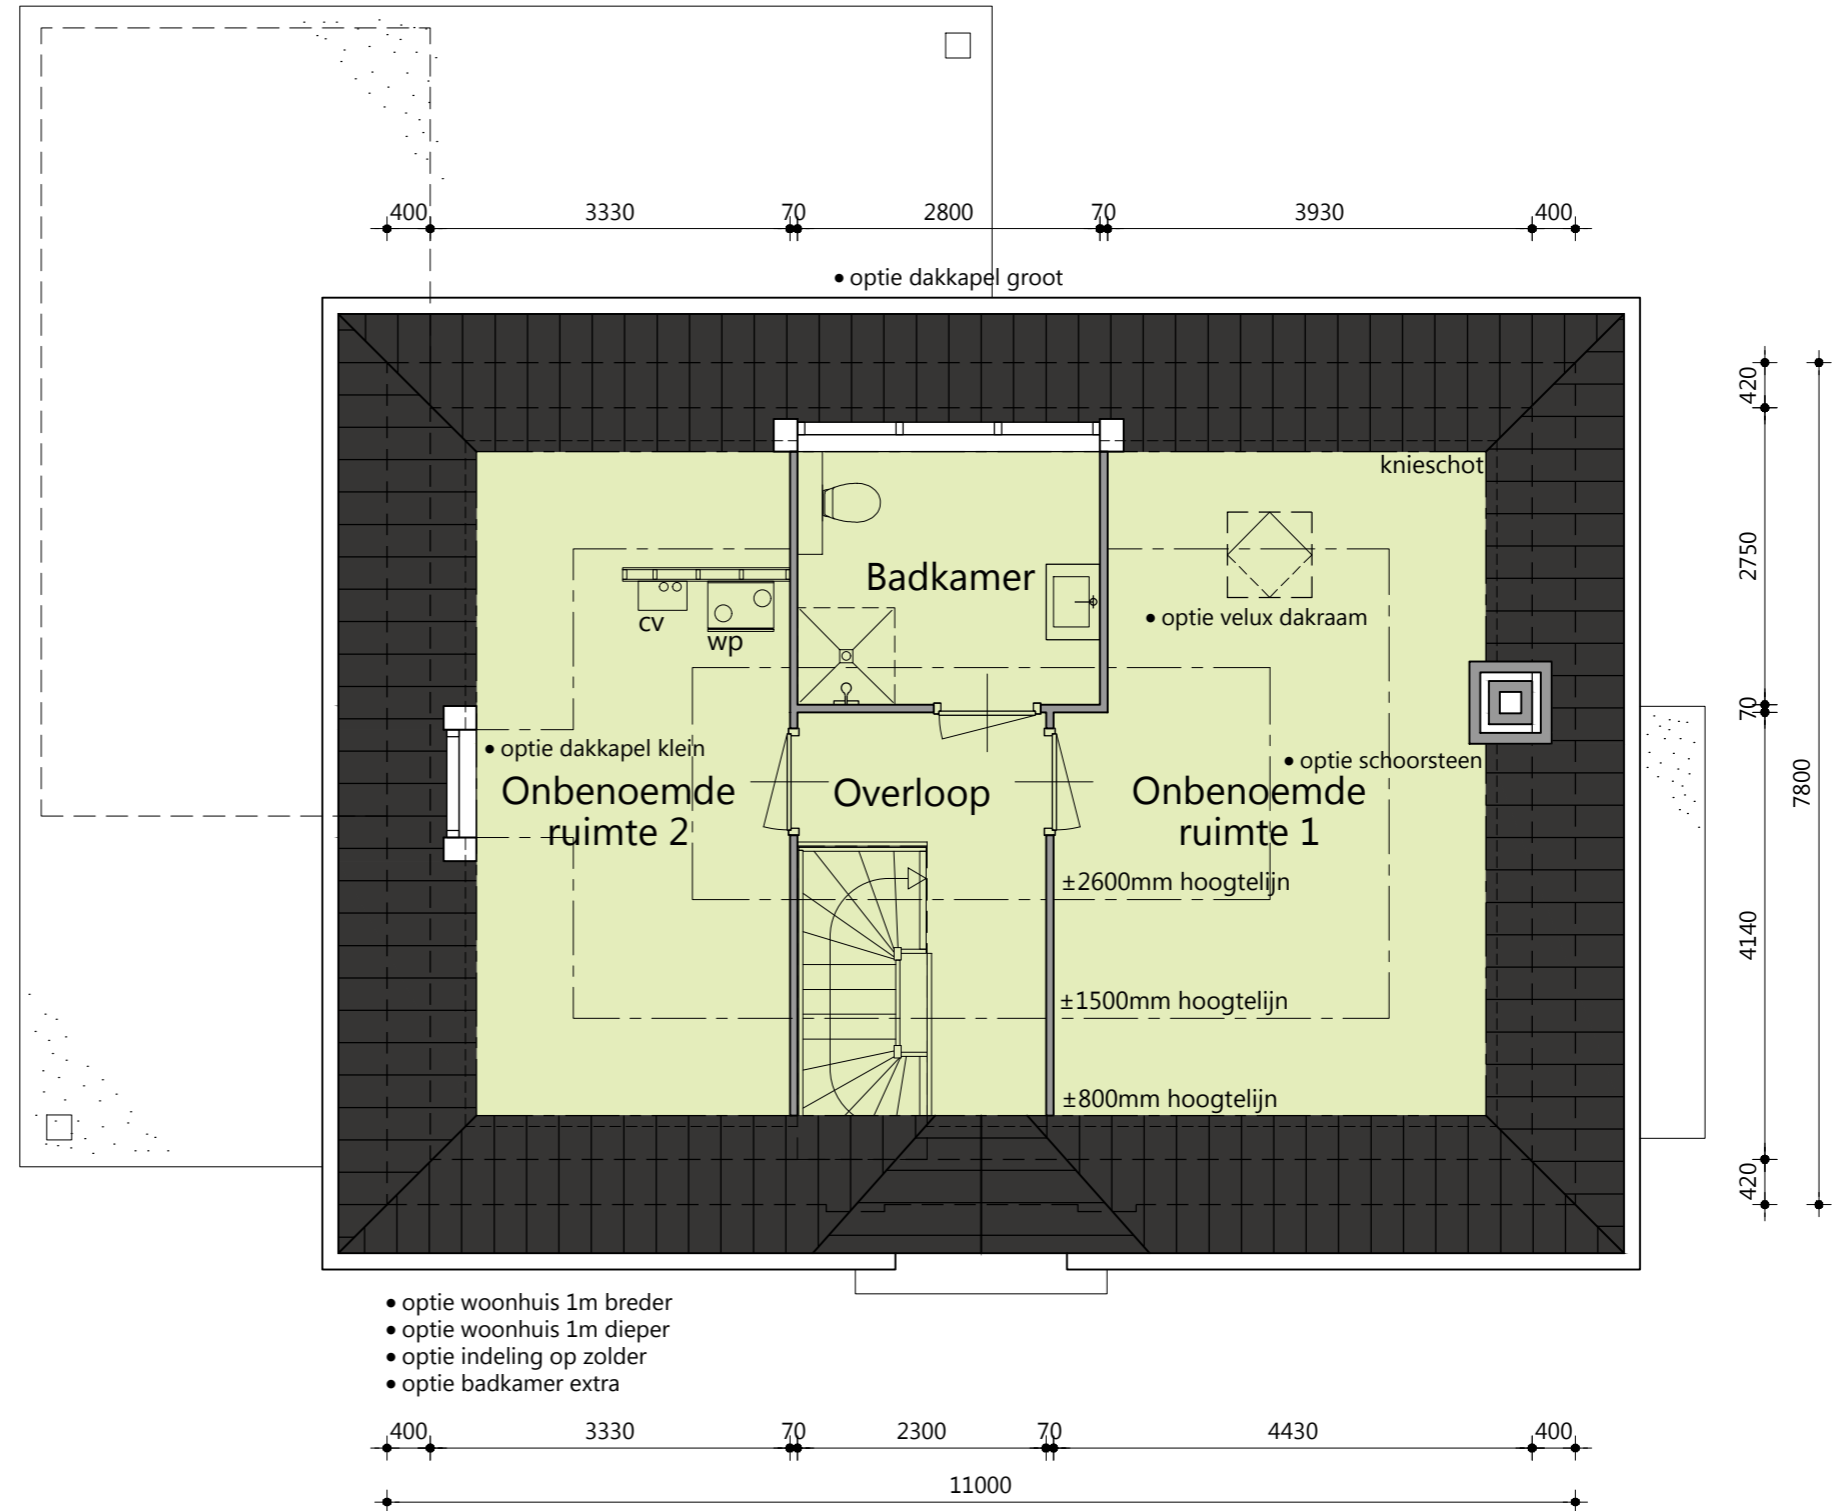 400 3330 70 2800 70 3930 400
• optie dakkapel groot
knieschot
420
2750
70
4140
420
7800
Badkamer
cv
wp
• optie velux dakraam
• optie dakkapel klein
• optie schoorsteen
Onbenoemde
ruimte 2
Overloop
Onbenoemde
ruimte 1
±2600mm hoogtelijn
±1500mm hoogtelijn
±800mm hoogtelijn
• optie woonhuis 1m breder
• optie woonhuis 1m dieper
• optie indeling op zolder
• optie badkamer extra
400 3330 70 2300 70 4430 400
11000